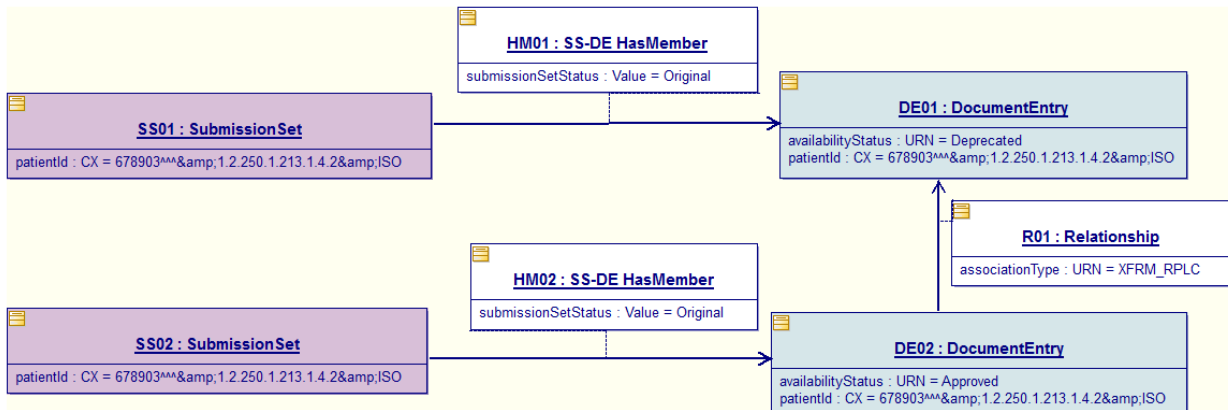 HM01 : SS-DE HasMember
submissionSetStatus : Value = Original
SS01 : SubmissionSet
patientId : CX = 678903^^^&amp;1.2.250.1.213.1.4.2&amp;ISO
DE01 : DocumentEntry
availabilityStatus : URN = Deprecated
patientId : CX = 678903^^^&amp;1.2.250.1.213.1.4.2&amp;ISO
R01 : Relationship
associationType : URN = XFRM_RPLC
HM02 : SS-DE HasMember
submissionSetStatus : Value = Original
SS02 : SubmissionSet
patientId : CX = 678903^^^&amp;1.2.250.1.213.1.4.2&amp;ISO
DE02 : DocumentEntry
availabilityStatus : URN = Approved
patientId : CX = 678903^^^&amp;1.2.250.1.213.1.4.2&amp;ISO